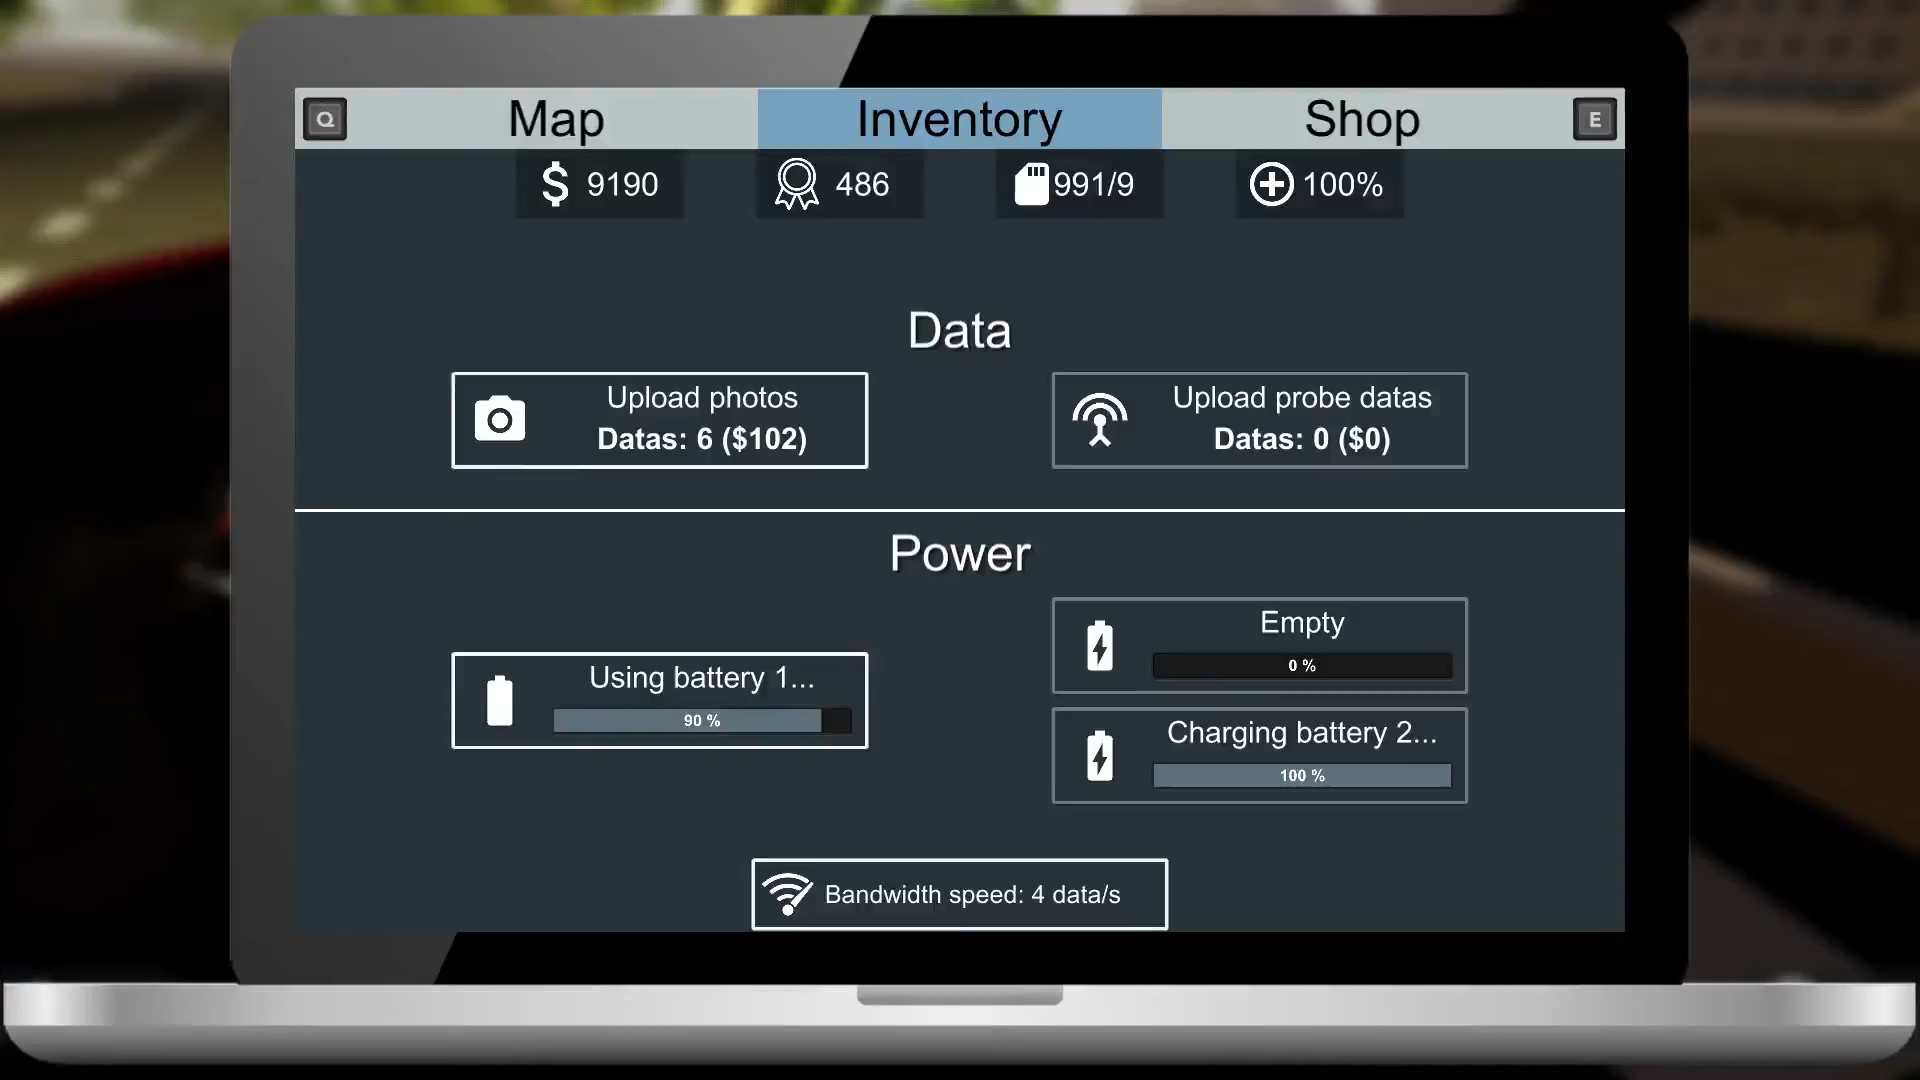 Q Map Inventory Shop E
9190 486 991/9 100%
Data
Upload photos
Datas: 6 ($102)
Upload probe datas
Datas: 0 ($0)
Power
Using battery 1...
90 %
Empty
0 %
Charging battery 2...
100 %
Bandwidth speed: 4 data/s